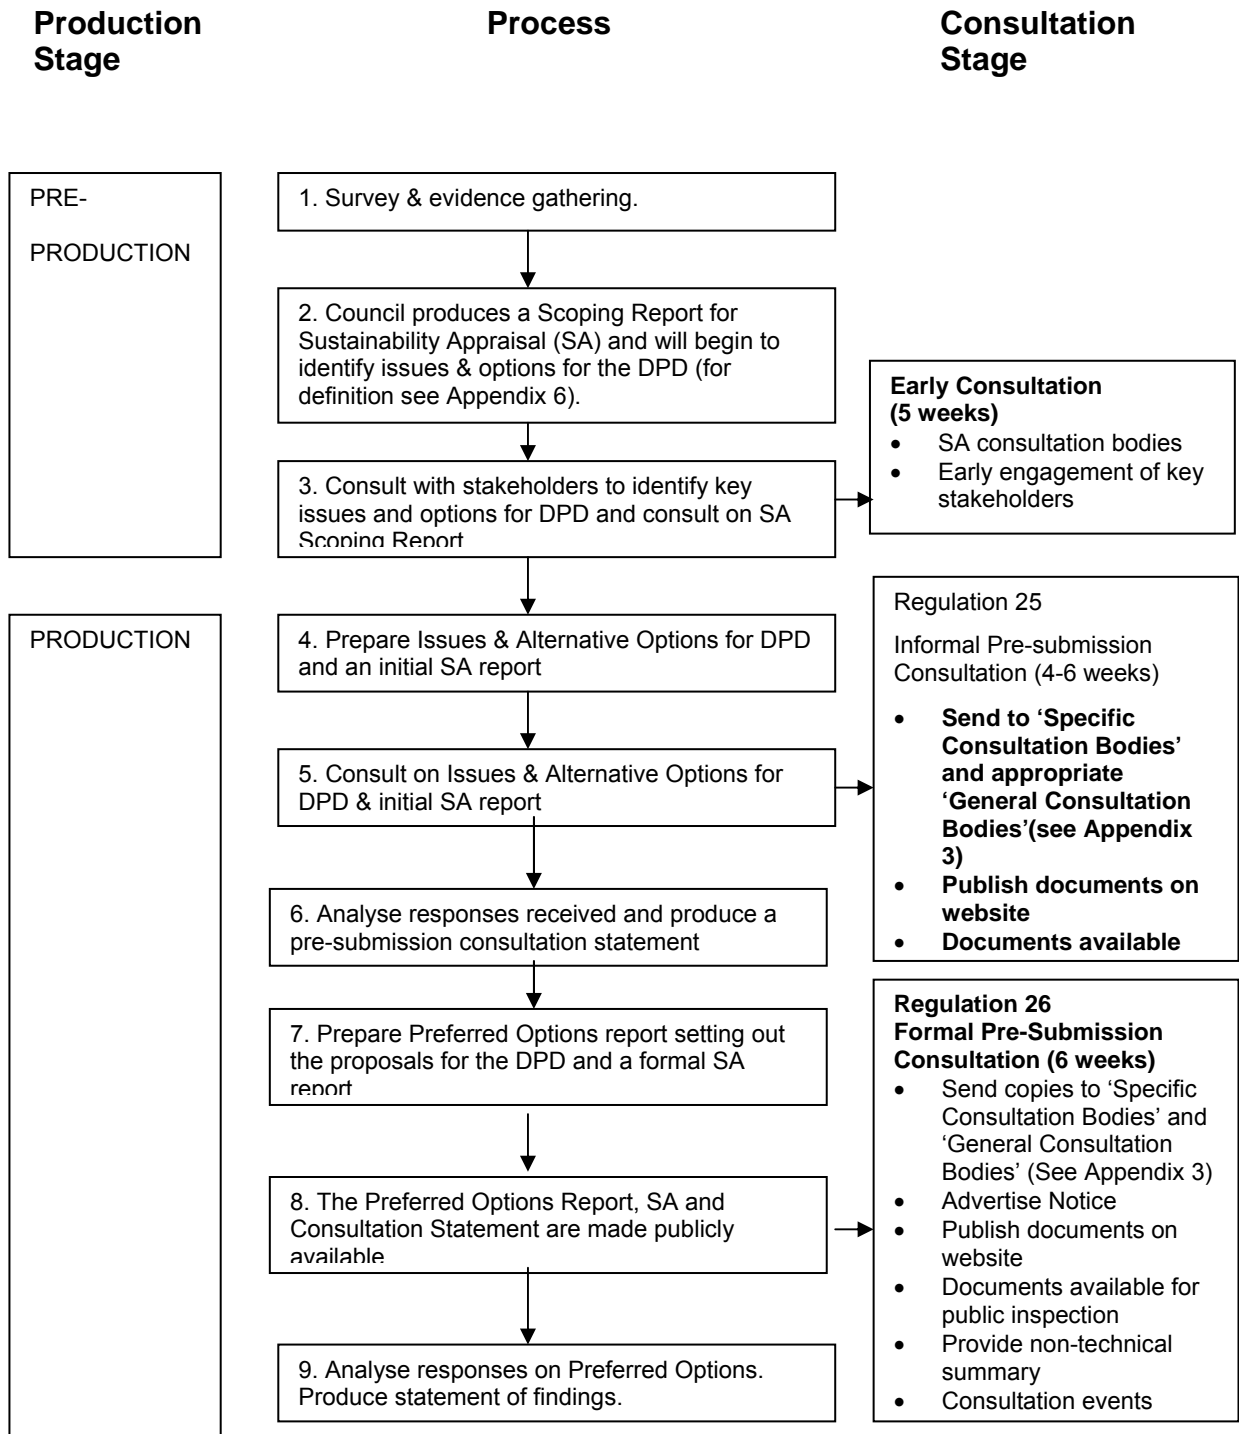 Production
Stage
Process
Consultation
Stage
PRE-
PRODUCTION
1. Survey & evidence gathering.
2. Council produces a Scoping Report for
Sustainability Appraisal (SA) and will begin to
identify issues & options for the DPD (for
definition see Appendix 6).
3. Consult with stakeholders to identify key
issues and options for DPD and consult on SA
Scoping Report
Early Consultation
(5 weeks)
• SA consultation bodies
• Early engagement of key
stakeholders
PRODUCTION
4. Prepare Issues & Alternative Options for DPD
and an initial SA report
5. Consult on Issues & Alternative Options for
DPD & initial SA report
Regulation 25
Informal Pre-submission
Consultation (4-6 weeks)
• Send to ‘Specific
Consultation Bodies’
and appropriate
‘General Consultation
Bodies’(see Appendix
3)
• Publish documents on
website
• Documents available
6. Analyse responses received and produce a
pre-submission consultation statement
7. Prepare Preferred Options report setting out
the proposals for the DPD and a formal SA
report
8. The Preferred Options Report, SA and
Consultation Statement are made publicly
available
Regulation 26
Formal Pre-Submission
Consultation (6 weeks)
• Send copies to ‘Specific
Consultation Bodies’ and
‘General Consultation
Bodies’ (See Appendix 3)
• Advertise Notice
• Publish documents on
website
• Documents available for
public inspection
• Provide non-technical
summary
• Consultation events
9. Analyse responses on Preferred Options.
Produce statement of findings.